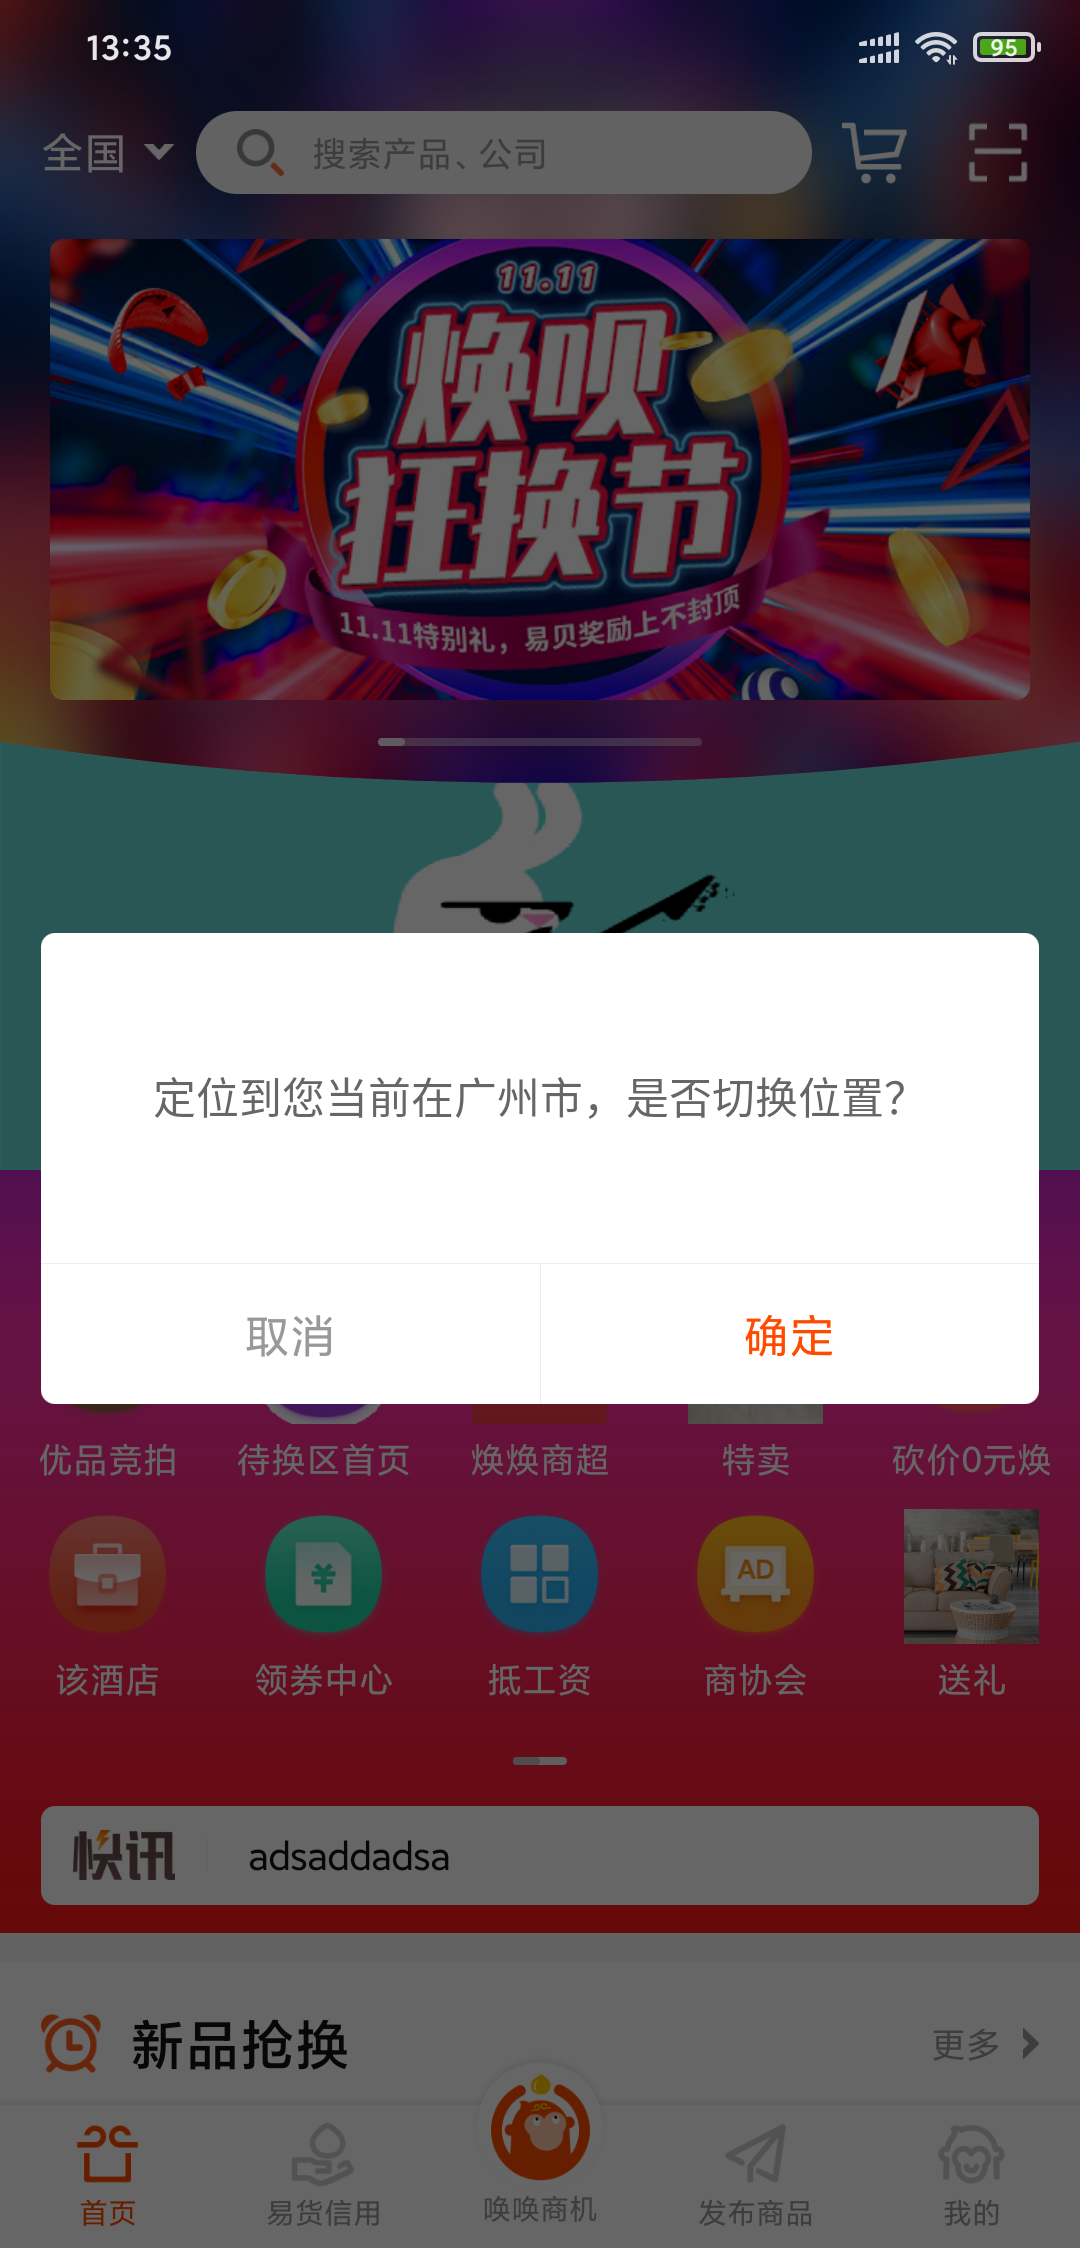 13:35
95
全国
搜索产品、公司
11.11
焕呗
狂换节
11.11特别礼，易贝奖励上不封顶
定位到您当前在广州市，是否切换位置?
取消
确定
优品竞拍
待换区首页
焕焕商超
特卖
砍价0元焕
AD
该酒店
领券中心
抵工资
商协会
送礼
快讯
adsaddadsa
新品抢换
更多
首页
易货信用
唤唤商机
发布商品
我的